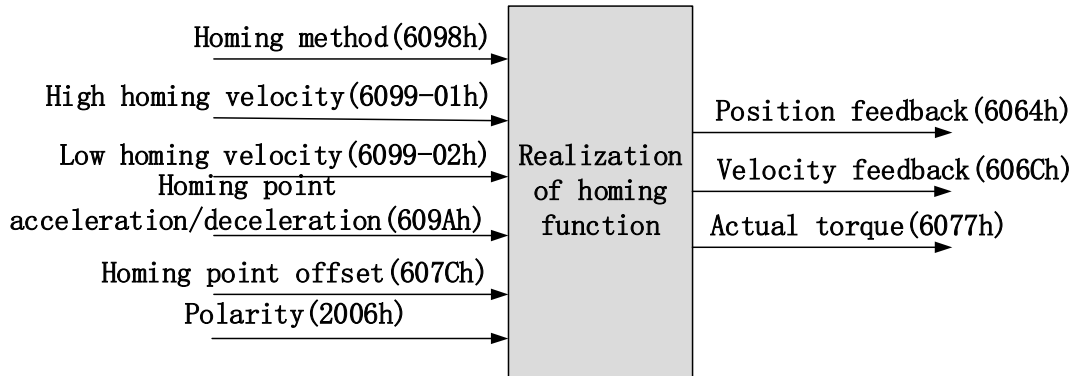 Homing method(6098h)
High homing velocity(6099-01h)
Low homing velocity(6099-02h)
Homing point
acceleration/deceleration(609Ah)
Homing point offset(607Ch)
Polarity(2006h)
Realization
of homing
function
Position feedback(6064h)
Velocity feedback(606Ch)
Actual torque(6077h)